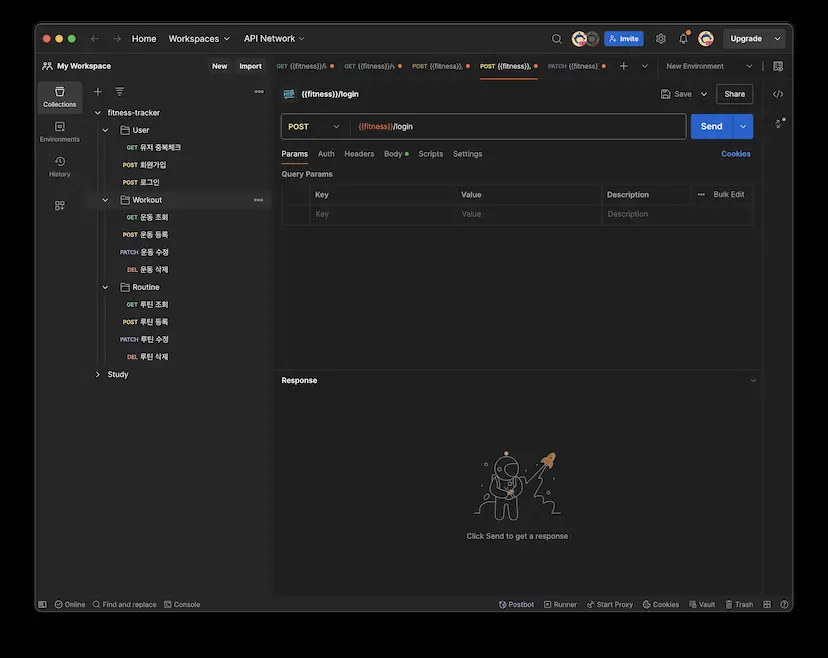 Home Workspaces API Network Invite Upgrade
My Workspace New Import
GET {{fitness}}/u GET {{fitness}}/v POST {{fitness}}, POST {{fitness}}, PATCH {{fitness} New Environment
Collections
Environments
History
fitness-tracker
User
GET 유저 중복체크
POST 회원가입
POST 로그인
Workout
GET 운동 조회
POST 운동 등록
PATCH 운동 수정
DEL 운동 삭제
Routine
GET 루틴 조회
POST 루틴 등록
PATCH 루틴 수정
DEL 루틴 삭제
Study
HTTP {{fitness}}/login Save Share
POST {{fitness}}/login Send
Params Auth Headers Body Scripts Settings Cookies
Query Params
Key Value Description Bulk Edit
Key Value Description
Response
Click Send to get a response
Online Find and replace Console Postbot Runner Start Proxy Cookies Vault Trash